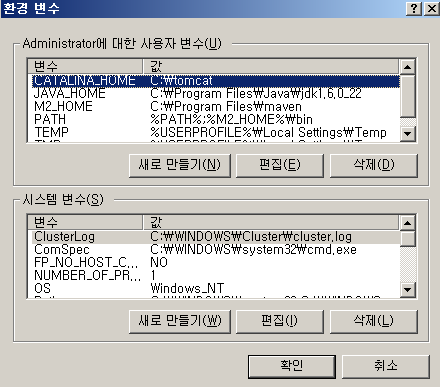 환경 변수
Administrator에 대한 사용자 변수(U)
변수 값
CATALINA_HOME C:₩tomcat
JAVA_HOME C:₩Program Files₩Java₩jdk1.6.0_22
M2_HOME C:₩Program Files₩maven
PATH %PATH%;%M2_HOME%₩bin
TEMP %USERPROFILE%₩Local Settings₩Temp
새로 만들기(N) 편집(E) 삭제(D)
시스템 변수(S)
변수 값
ClusterLog C:₩WINDOWS₩Cluster₩cluster.log
ComSpec C:₩WINDOWS₩system32₩cmd.exe
FP_NO_HOST_C... NO
NUMBER_OF_PR... 1
OS Windows_NT
새로 만들기(W) 편집(I) 삭제(L)
확인 취소